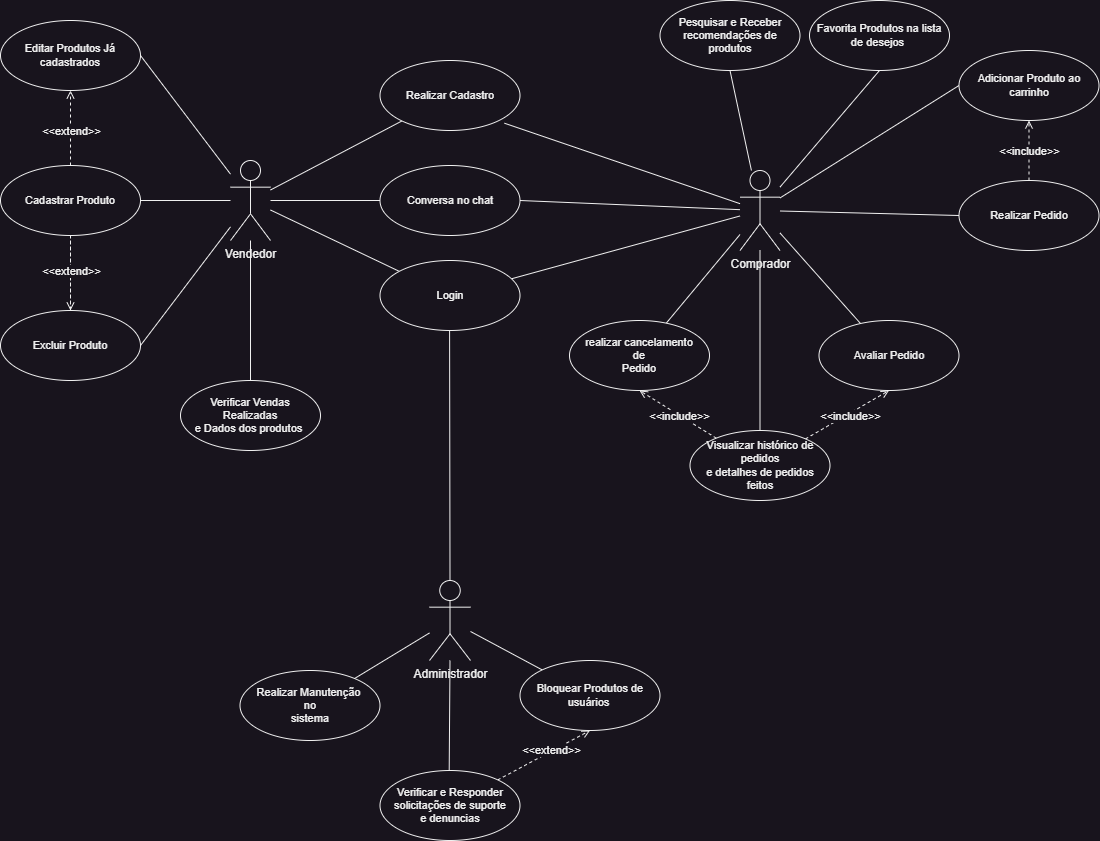 Pesquisar e Receber
recomendações de
produtos
Favorita Produtos na lista
de desejos
Editar Produtos Já
cadastrados
Realizar Cadastro
Adicionar Produto ao
carrinho
<<extend>>
<<include>>
Cadastrar Produto
Conversa no chat
Realizar Pedido
Vendedor
Comprador
<<extend>>
Login
Excluir Produto
realizar cancelamento
de
Pedido
Avaliar Pedido
Verificar Vendas
Realizadas
e Dados dos produtos
<<include>>
<<include>>
Visualizar histórico de
pedidos
e detalhes de pedidos
feitos
Administrador
Realizar Manutenção
no
sistema
Bloquear Produtos de
usuários
<<extend>>
Verificar e Responder
solicitações de suporte
e denuncias